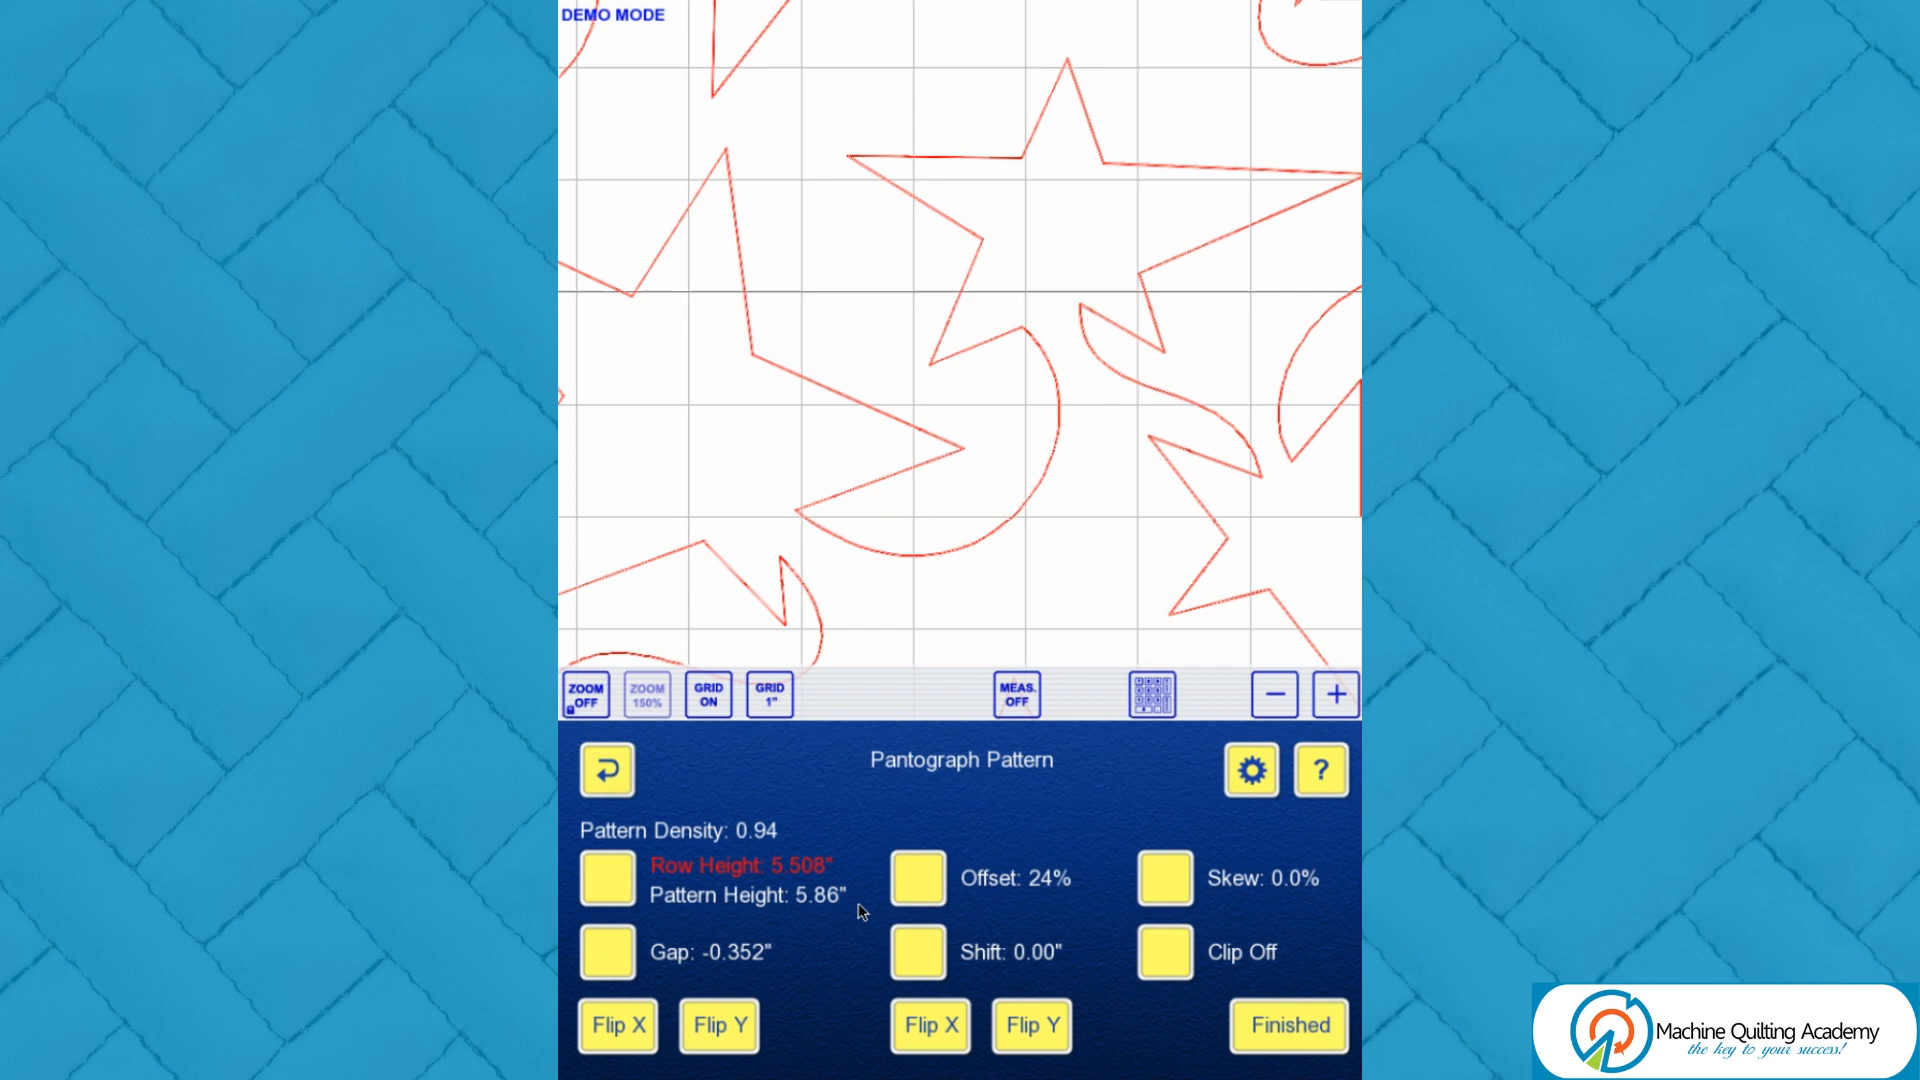 DEMO MODE
ZOOM OFF
ZOOM 150%
GRID ON
GRID 1"
MEAS. OFF
Pantograph Pattern
?
Pattern Density: 0.94
Row Height: 5.508"
Pattern Height: 5.86"
Offset: 24%
Skew: 0.0%
Gap: -0.352"
Shift: 0.00"
Clip Off
Flip X
Flip Y
Flip X
Flip Y
Finished
Machine Quilting Academy
the key to your success!